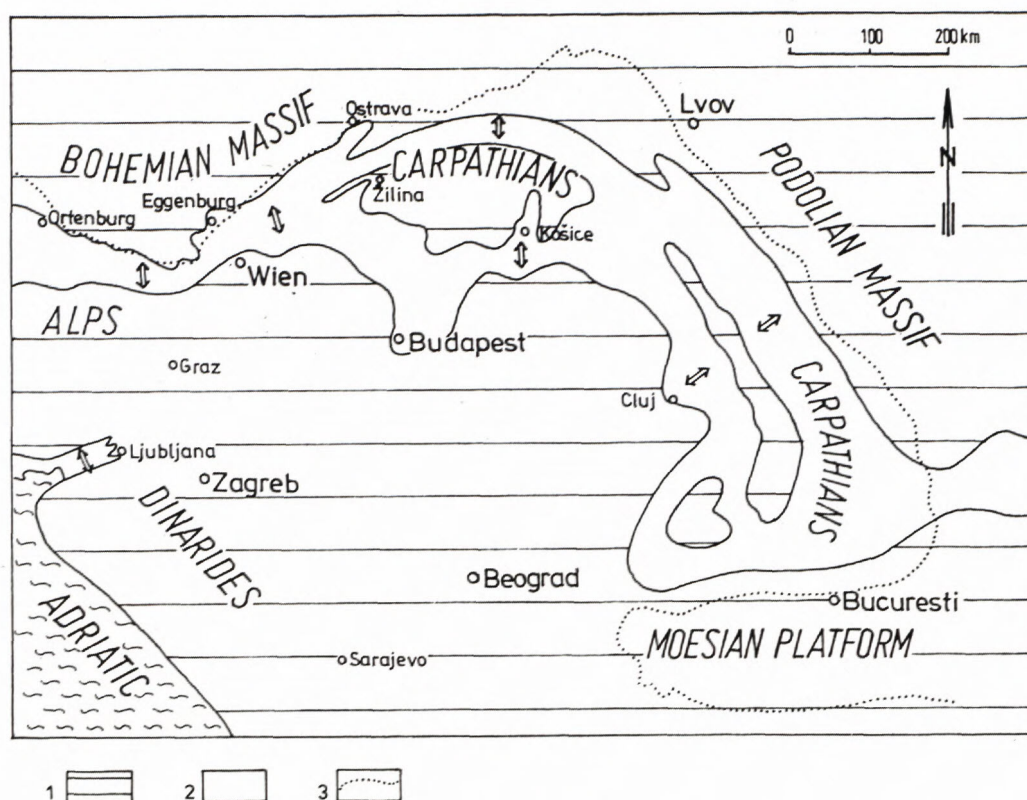 0 100 200 km
N
Ostrava
Lvov
BOHEMIAN MASSIF
CARPATHIANS
PODOLIAN MASSIF
Žilina
Eggenburg
Ortenburg
Košice
Wien
ALPS
Budapest
Graz
Cluj
CARPATHIANS
Ljubljana
Zagreb
DINARIDES
Beograd
Bucuresti
ADRIATIC
MOESIAN PLATFORM
Sarajevo
1 2 3